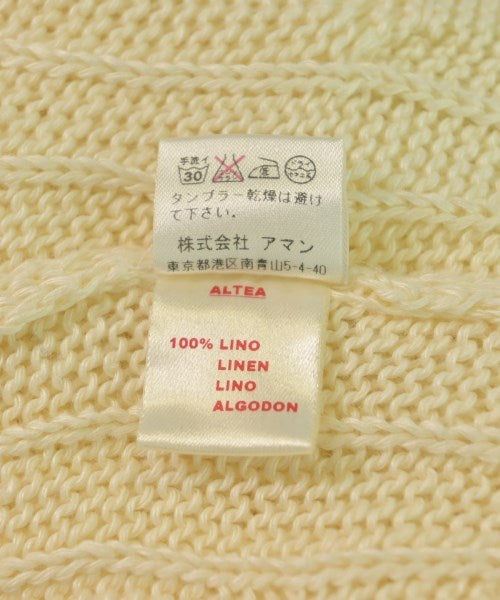 手洗イ
30
タンブラー乾燥は避け
て下さい。
株式会社 アマン
東京都港区南青山5-4-40
ALTEA
100% LINO
LINEN
LINO
ALGODON